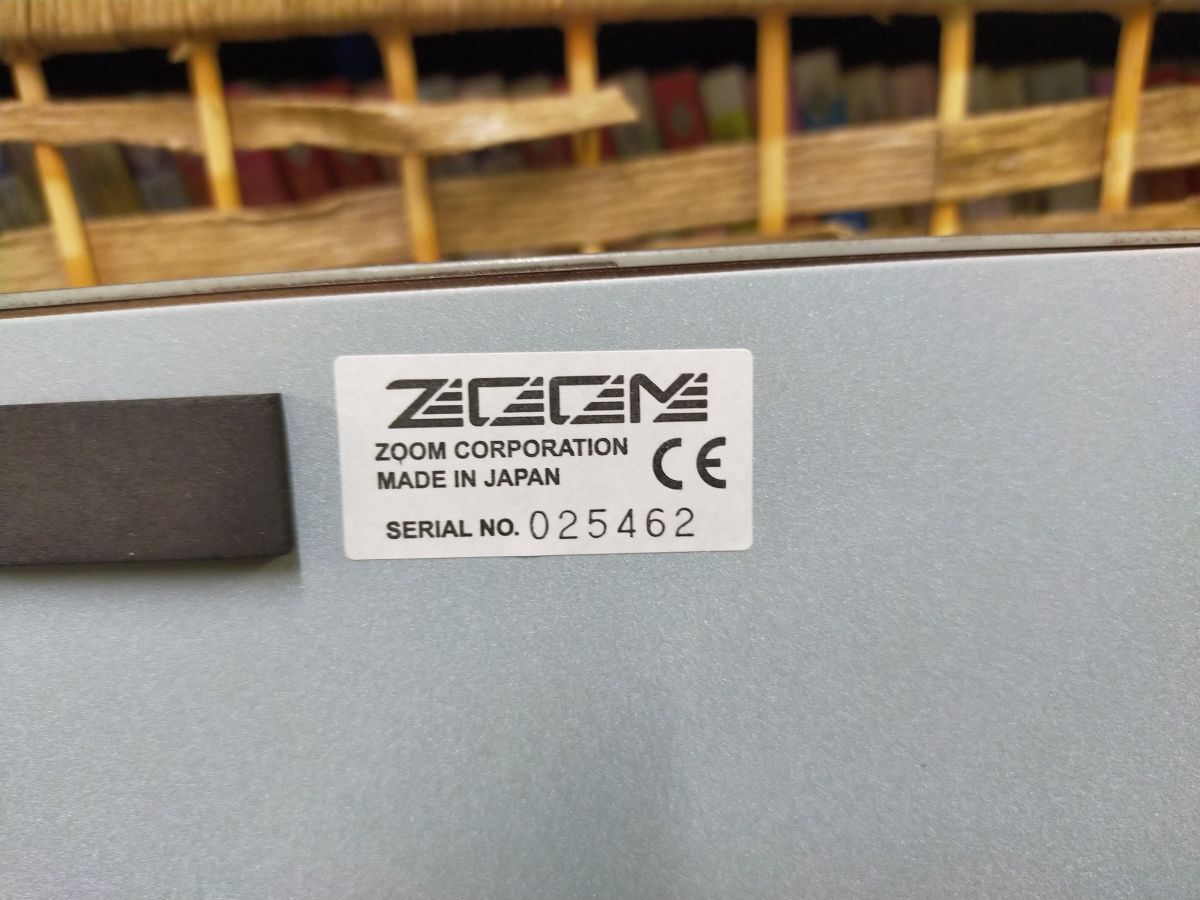 ZOOM
ZOOM CORPORATION
MADE IN JAPAN
CE
SERIAL NO. 025462